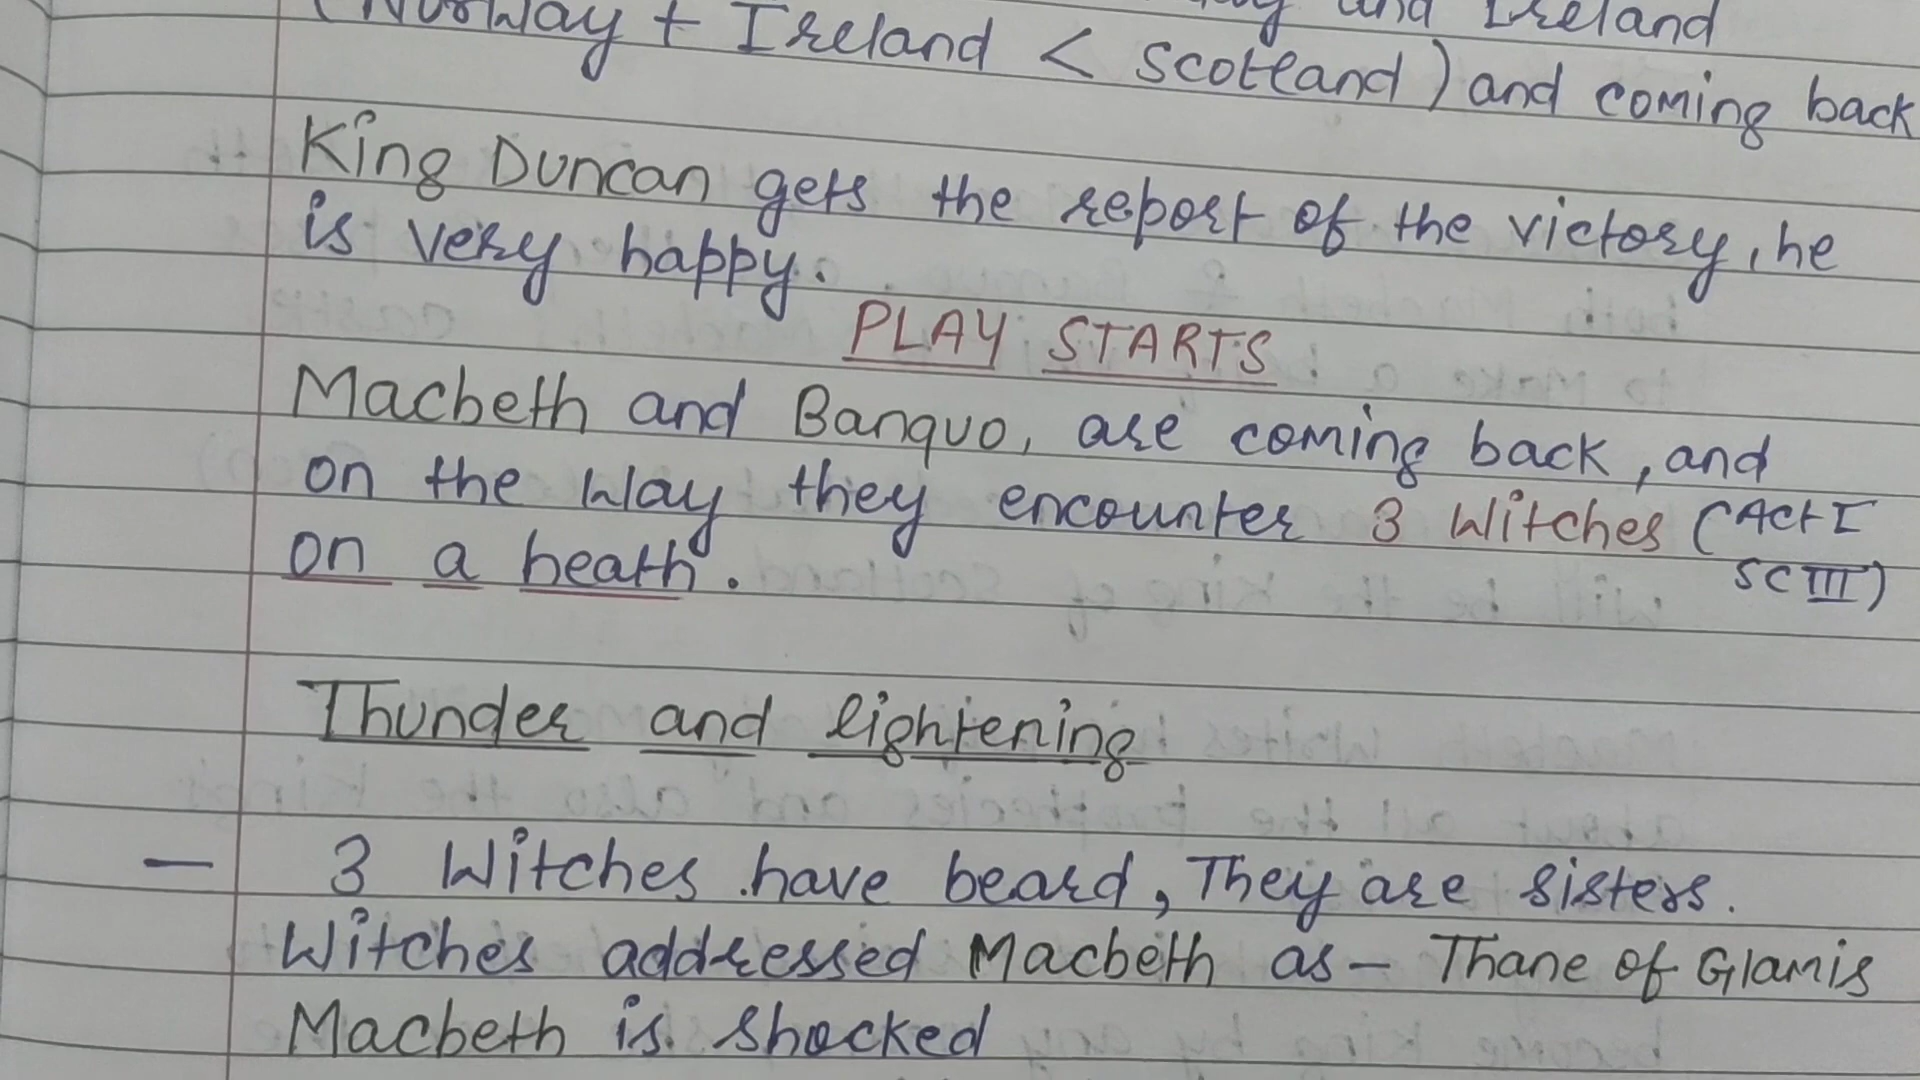 and Ireland
(Norway + Ireland < Scotland) and coming back
King Duncan gets the report of the victory, he
is very happy.
PLAY STARTS
Macbeth and Banquo, are coming back, and
on the way they encounter 3 Witches (Act I
on a heath. SC III)
Thunder and lightening
— 3 Witches have beard, They are sisters.
Witches addressed Macbeth as — Thane of Glamis
Macbeth is shocked